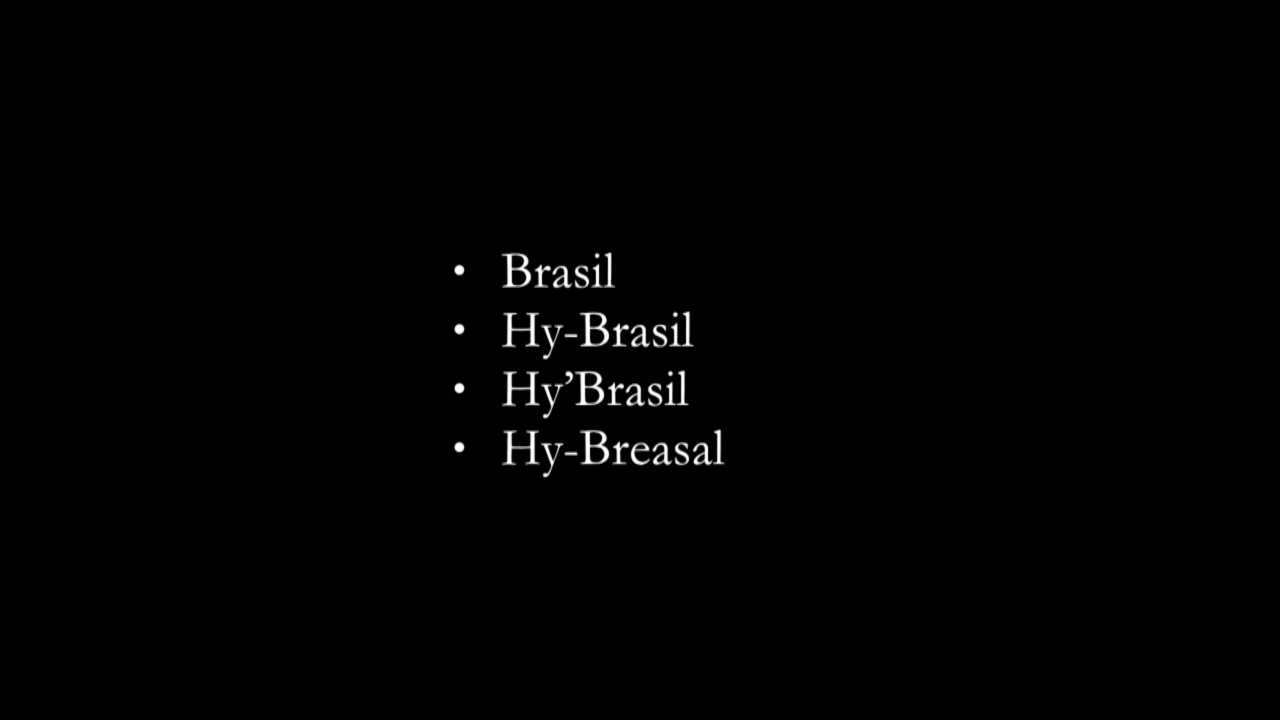 • Brasil
• Hy-Brasil
• Hy’Brasil
• Hy-Breasal